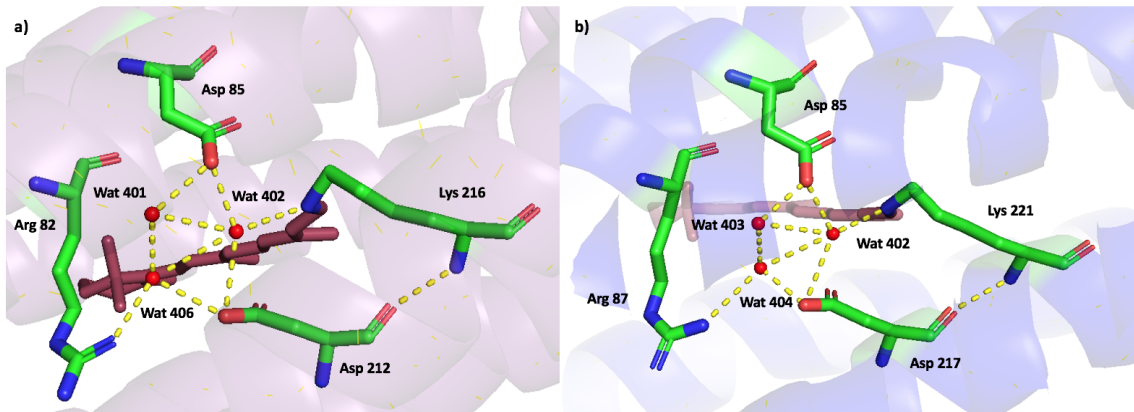 a)
Asp 85
Wat 401
Wat 402
Lys 216
Arg 82
Wat 406
Asp 212
b)
Asp 85
Lys 221
Wat 403
Wat 402
Arg 87
Wat 404
Asp 217